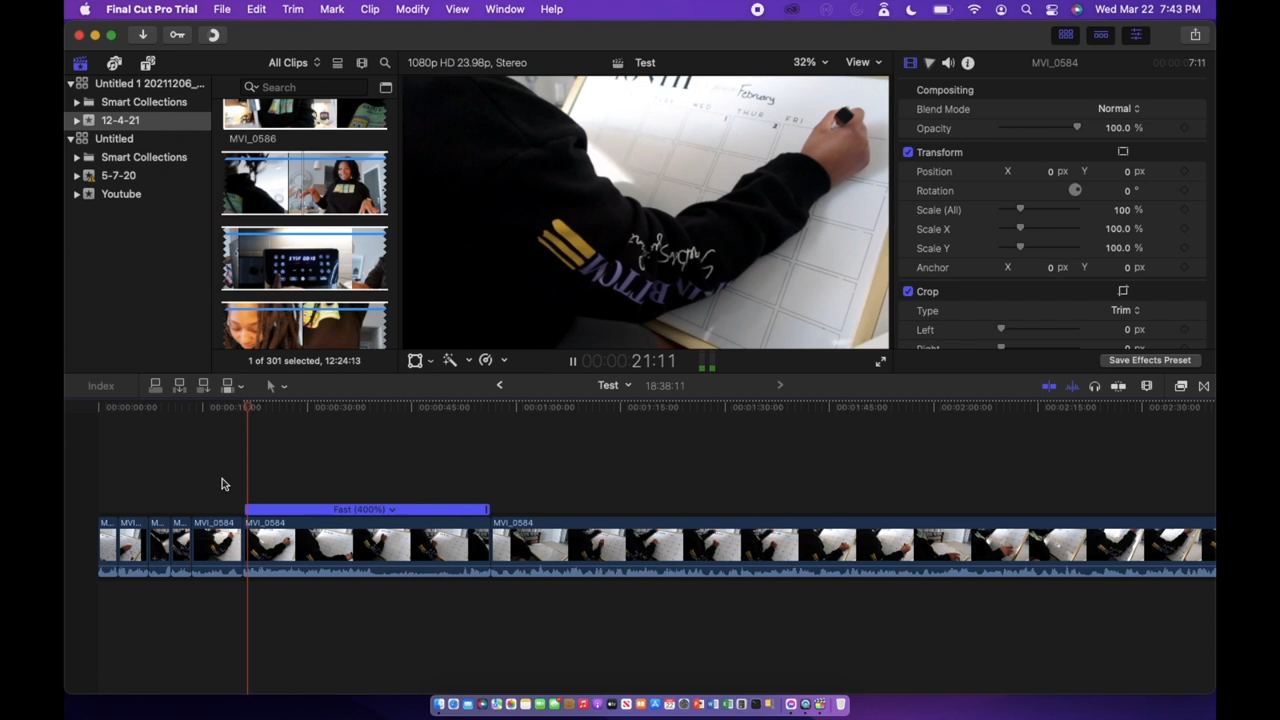 Final Cut Pro Trial File Edit Trim Mark Clip Modify View Window Help Wed Mar 22 7:43 PM
All Clips 1080p HD 23.98p, Stereo Test 32% View MVI_0584 7:11
Untitled 1 20211206_...
Smart Collections
12-4-21
Untitled
Smart Collections
5-7-20
Youtube
Search
MVI_0586
1 of 301 selected, 12:24:13
February
TUE WED THUR FRI
00:00:21:11
Compositing
Blend Mode Normal
Opacity 100.0 %
Transform
Position X 0 px Y 0 px
Rotation 0 °
Scale (All) 100 %
Scale X 100.0 %
Scale Y 100.0 %
Anchor X 0 px Y 0 px
Crop
Type Trim
Left 0 px
Right 0 px
Save Effects Preset
Index Test 18:38:11
00:00:00:00 00:00:15:00 00:00:30:00 00:00:45:00 00:01:00:00 00:01:15:00 00:01:30:00 00:01:45:00 00:02:00:00 00:02:15:00 00:02:30:00
Fast (400%)
M... MVI... M... M... MVI_0584 MVI_0584 MVI_0584